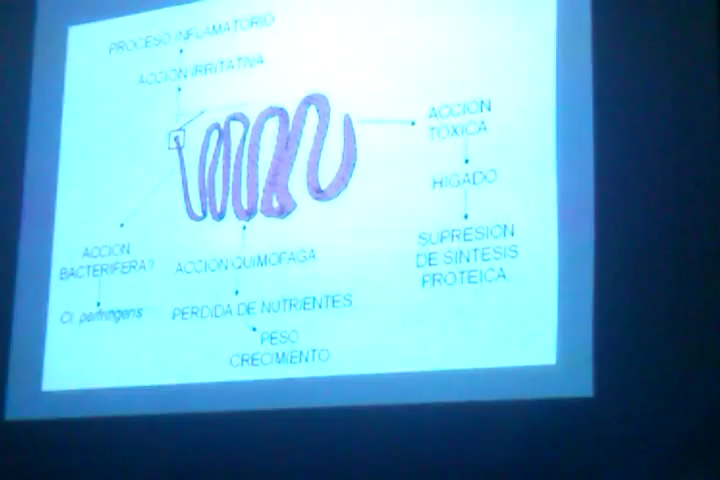 PROCESO INFLAMATORIO
ACCION IRRITATIVA
ACCION
TOXICA
HIGADO
SUPRESION
DE SINTESIS
PROTEICA
ACCION
BACTERIFERA?
Cl. perfringens
ACCION QUIMOFAGA
PERDIDA DE NUTRIENTES
PESO
CRECIMIENTO